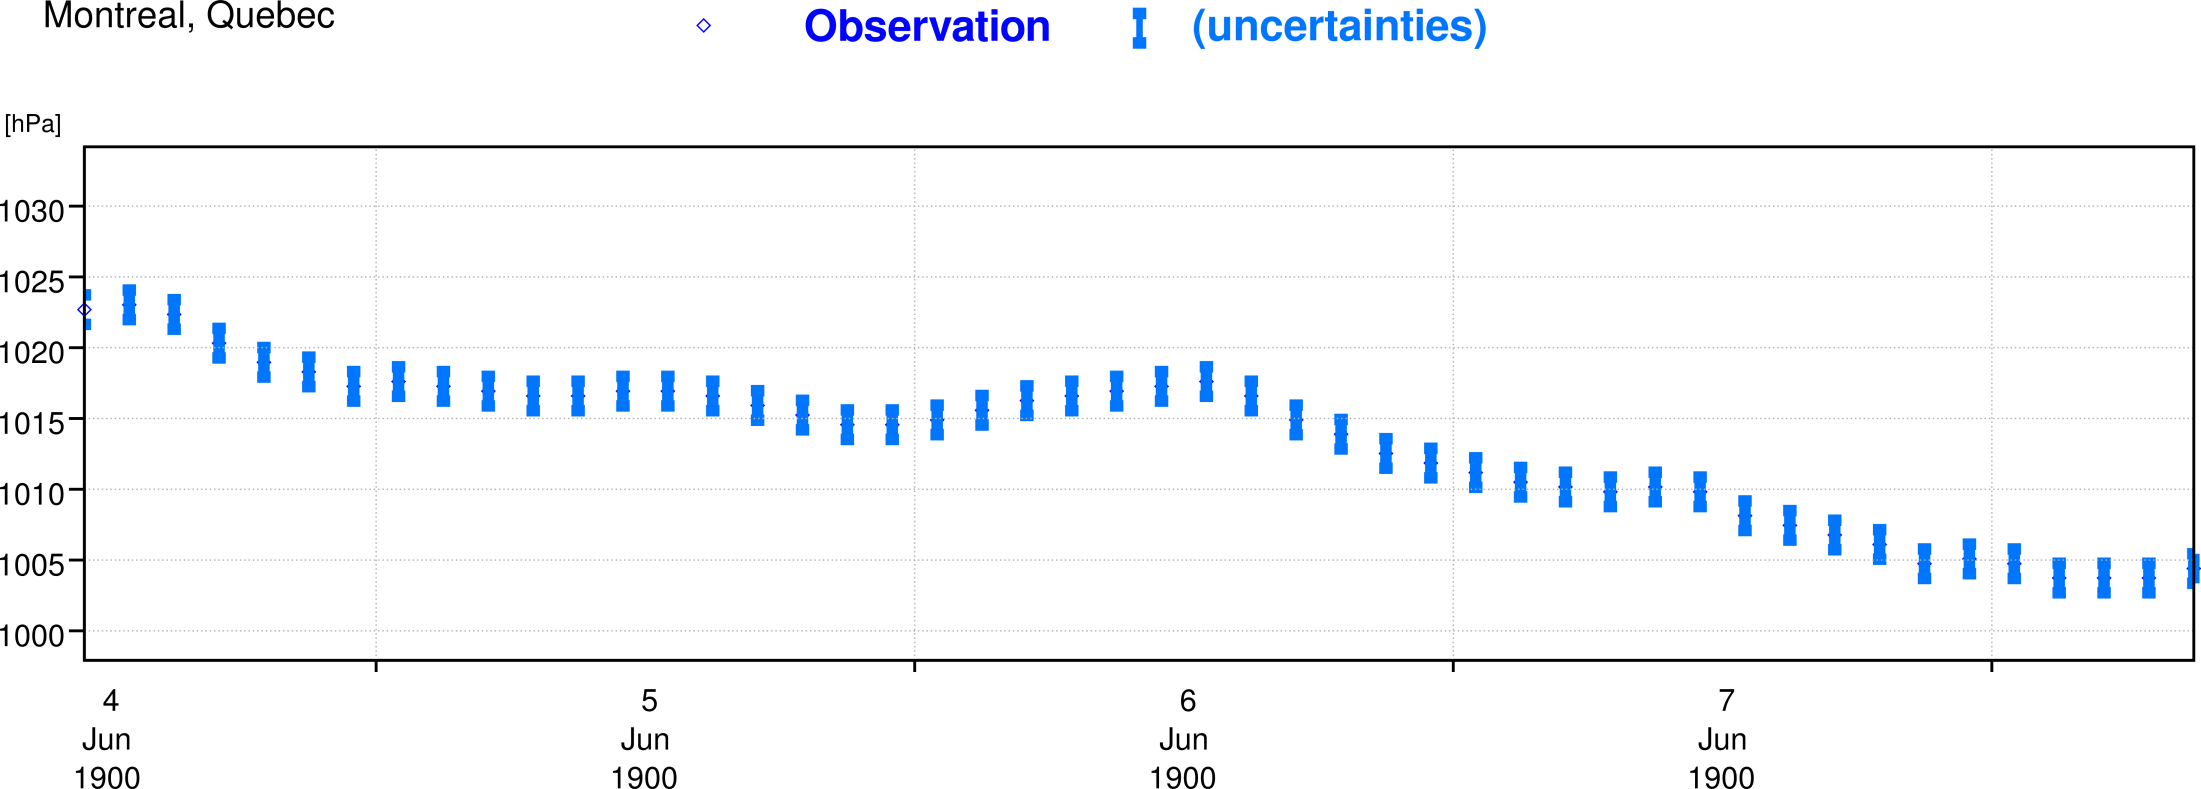 Montreal, Quebec
Observation (uncertainties)
[hPa]
1030
1025
1020
1015
1010
1005
1000
4 5 6 7
Jun Jun Jun Jun
1900 1900 1900 1900